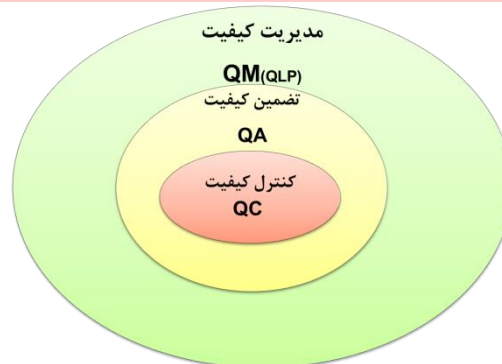 مدیریت کیفیت
QM(QLP)
تضمین کیفیت
QA
کنترل کیفیت
QC